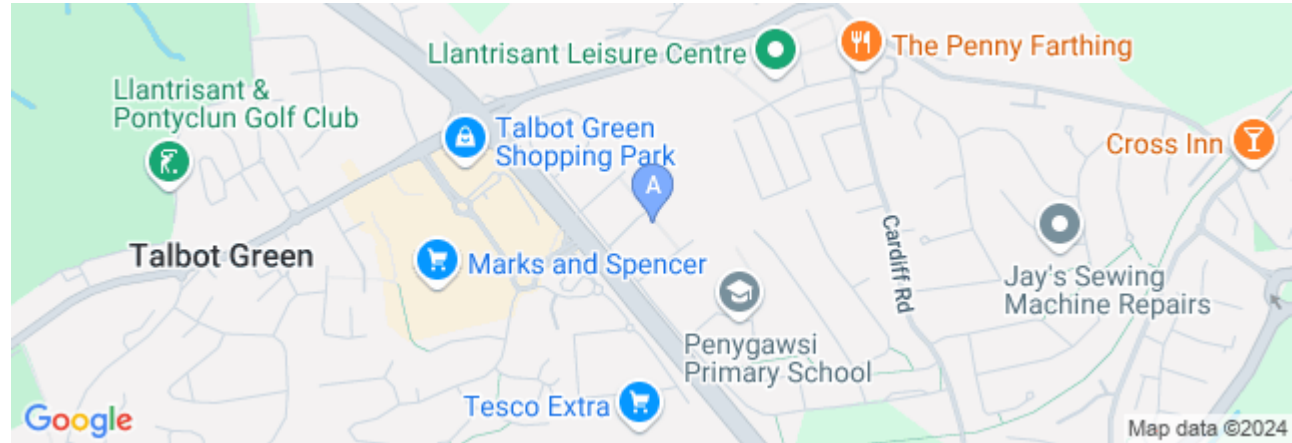 Llantrisant Leisure Centre
The Penny Farthing
Llantrisant &
Pontyclun Golf Club
Talbot Green
Shopping Park
Cross Inn
A
Talbot Green
Marks and Spencer
Cardiff Rd
Jay's Sewing
Machine Repairs
Penygawsi
Primary School
Tesco Extra
Google
Map data ©2024